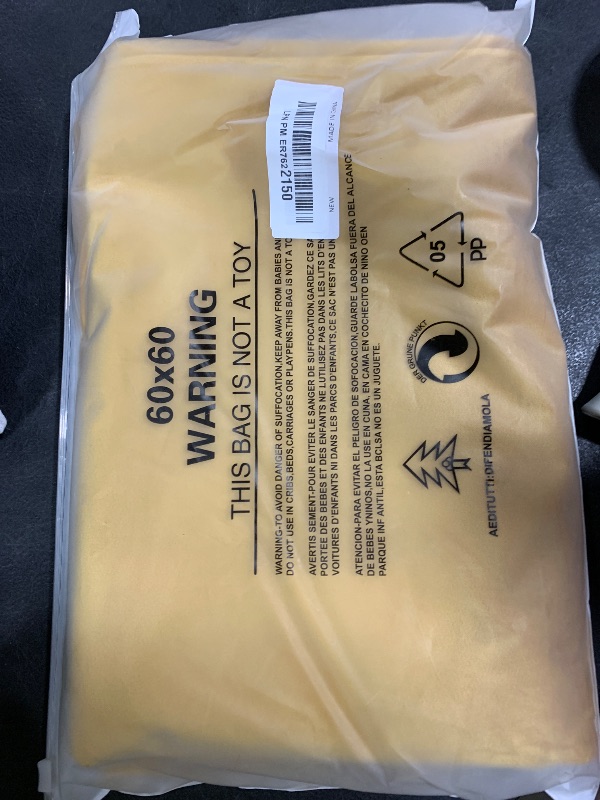 60x60
WARNING
THIS BAG IS NOT A TOY
WARNING-TO AVOID DANGER OF SUFFOCATION,KEEP AWAY FROM BABIES AN
DO NOT USE IN CRIBS,BEDS,CARRIAGES OR PLAYPENS.THIS BAG IS NOT A TO
AVERTIS SEMENT-POUR EVITER LE SANGER DE SUFFOCATION,GARDEZ CE SA
PORTEE DES BEBES ET DES ENFANTS NE LUTILISEZ PAS DANS LES LITS D'EN
VOITURES D'ENFANTS NI DANS LES PARCS D'ENFANTS,CE SAC N'EST PAS UN
ATENCION-PARA EVITAR EL PELIGRO DE SOFOCACION,GUARDE LABOLSA FUERA DEL ALCANCE
DE BEBES YNINOS,NO LA USE EN CUNA, EN CAMA EN COCHECITO DE NINO OEN
PARQUE INF ANTIL,ESTA BCLSA NO ES UN JUGUETE.
LPN PM ER7622150
NEW
MADE IN
05
PP
DER GRUNE PUNKT
AEDITUTTI:DIFENDIAMOLA